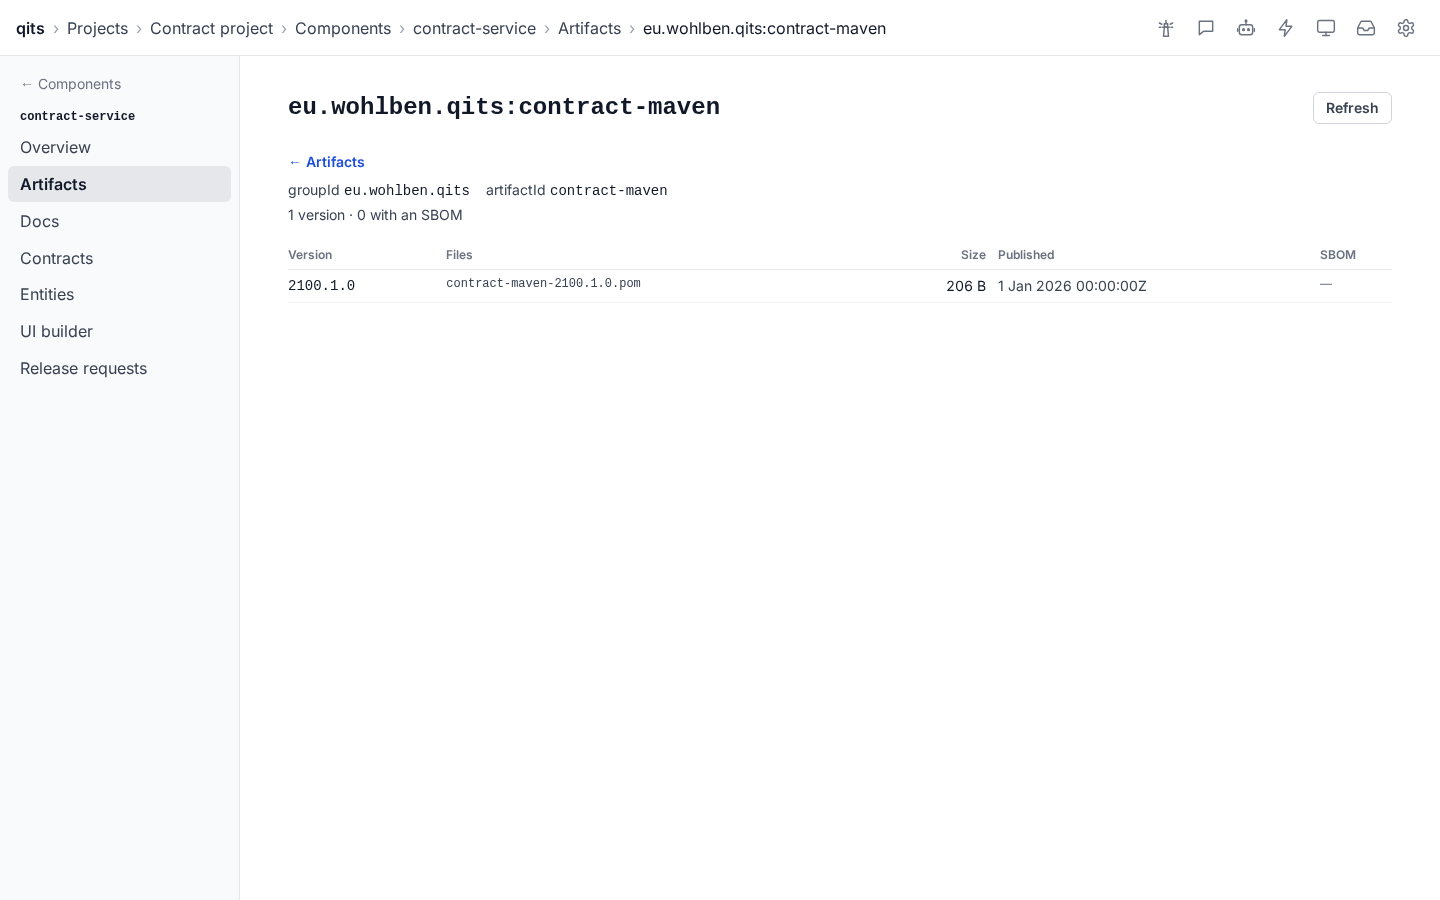 qits › Projects › Contract project › Components › contract-service › Artifacts › eu.wohlben.qits:contract-maven
← Components
contract-service
Overview
Artifacts
Docs
Contracts
Entities
UI builder
Release requests
eu.wohlben.qits:contract-maven
Refresh
← Artifacts
groupId eu.wohlben.qits artifactId contract-maven
1 version · 0 with an SBOM
Version Files Size Published SBOM
2100.1.0 contract-maven-2100.1.0.pom 206 B 1 Jan 2026 00:00:00Z —